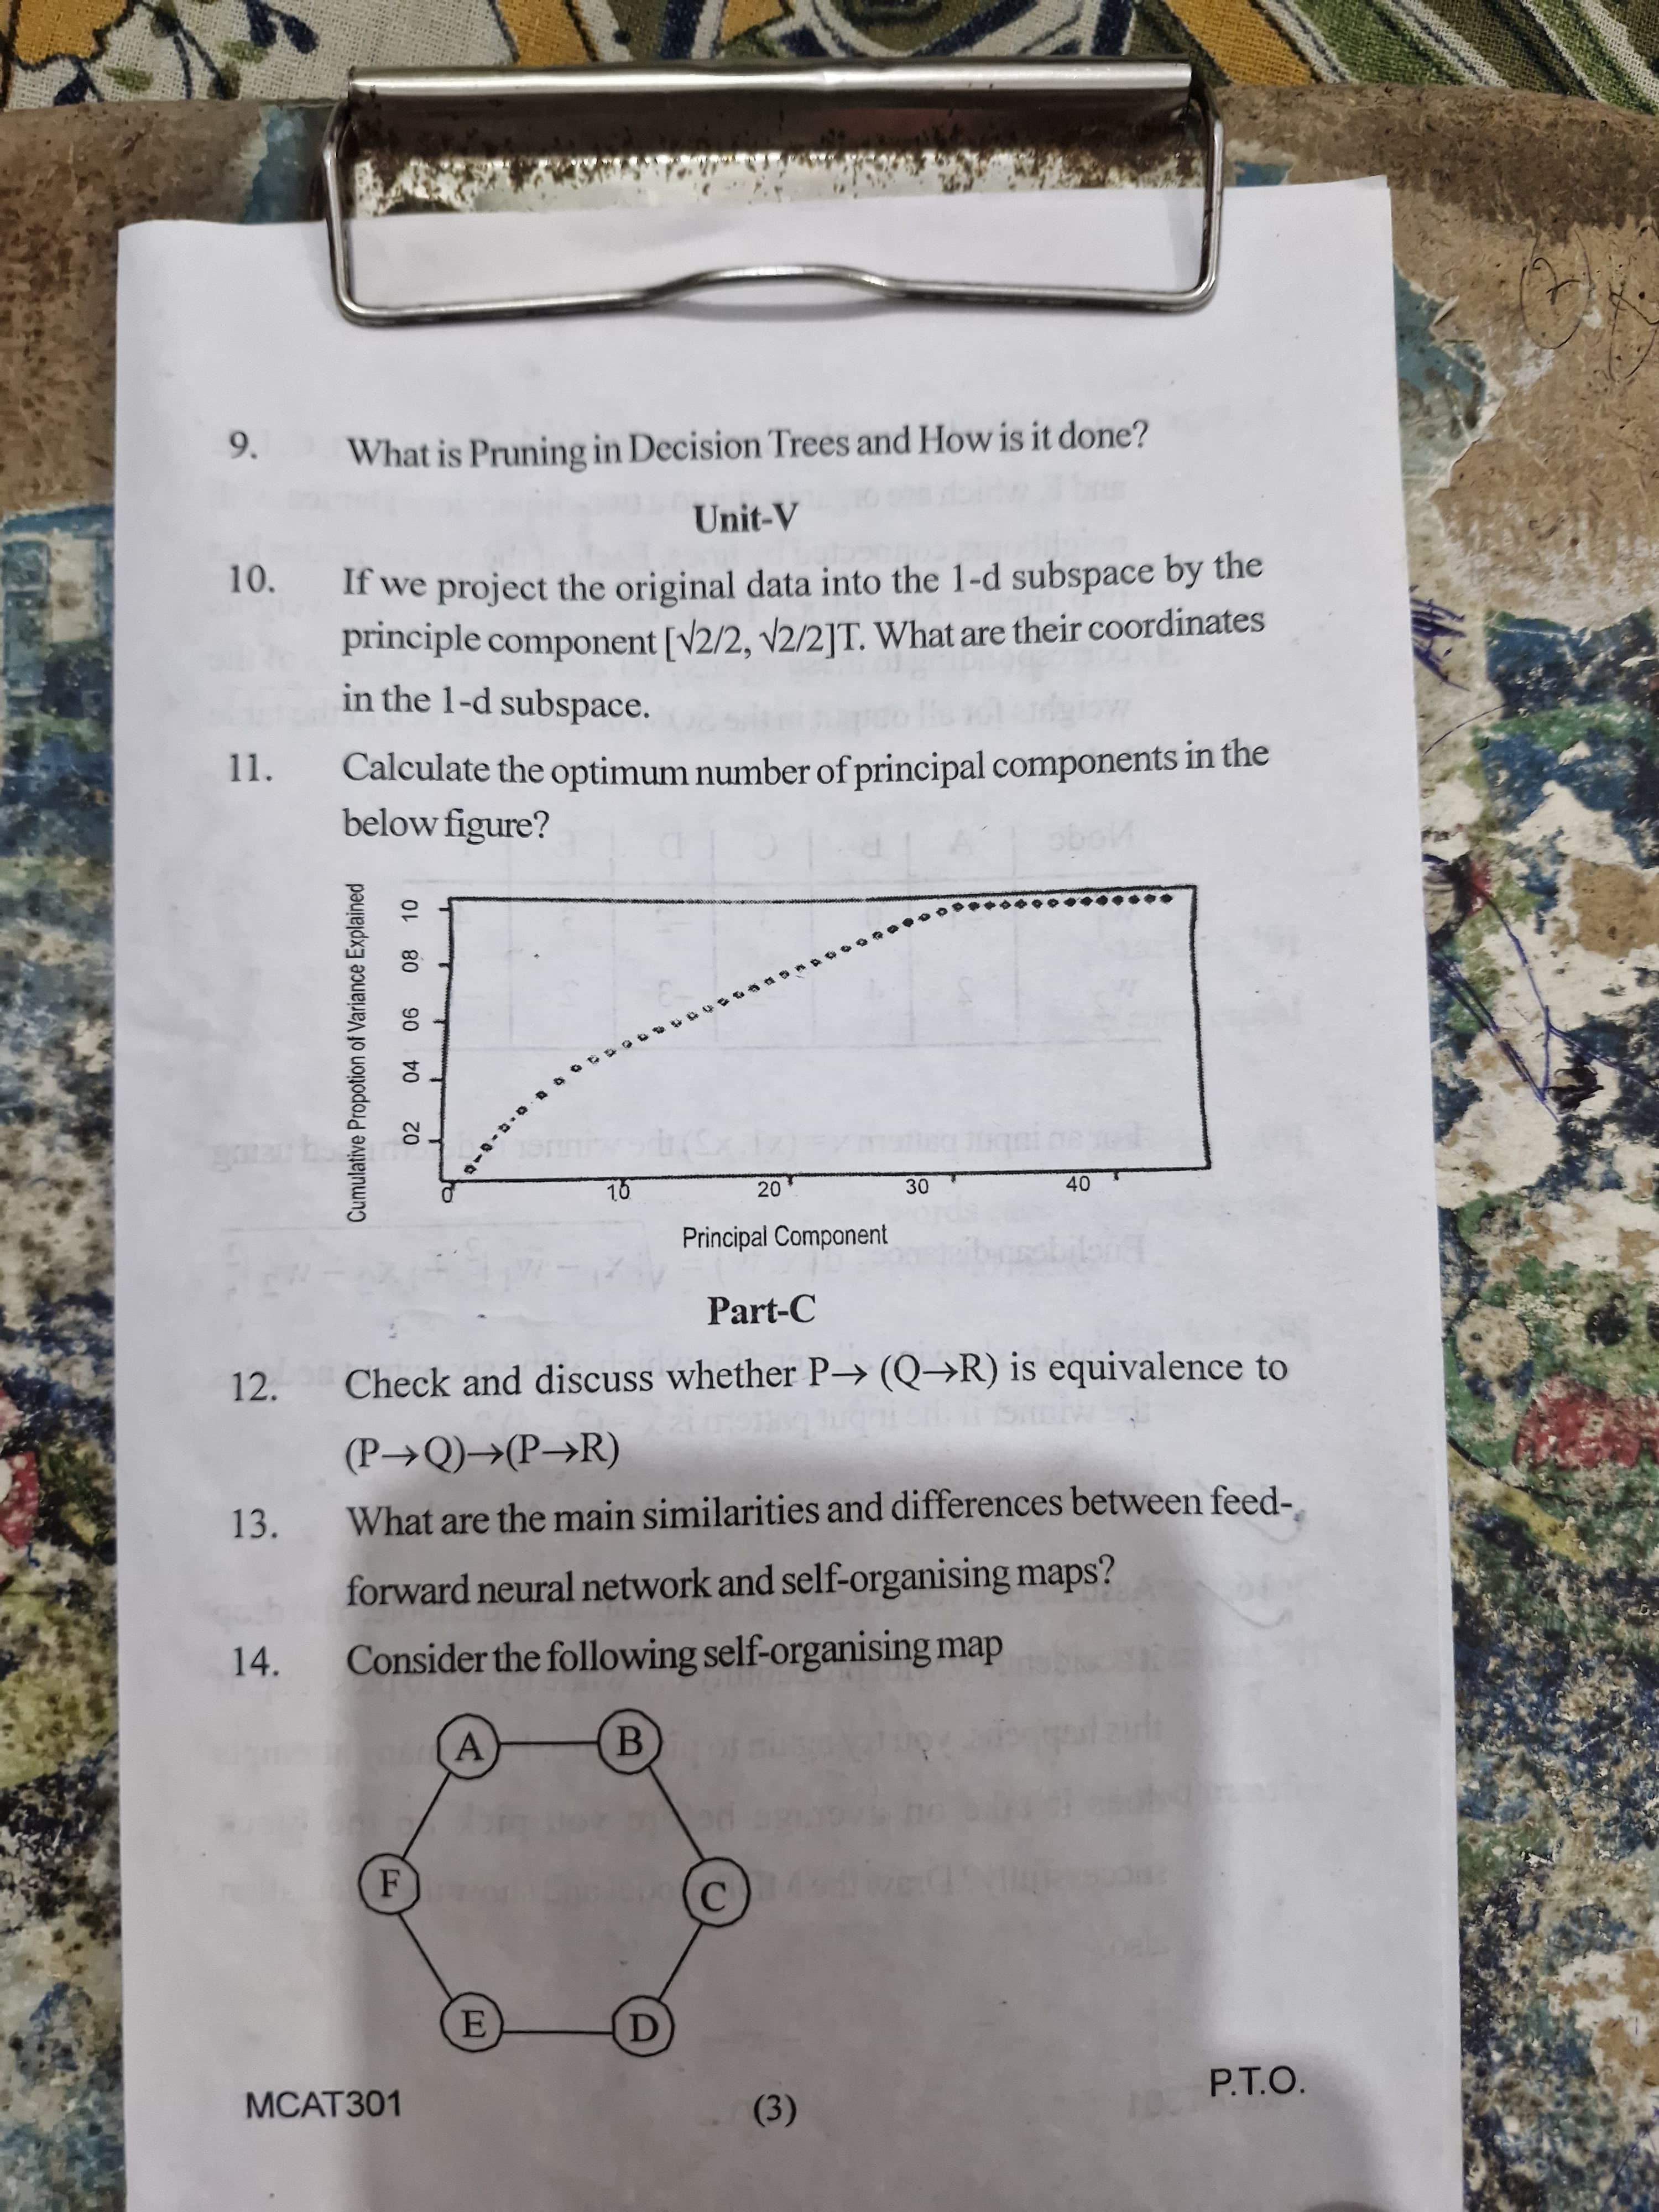 9. What is Pruning in Decision Trees and How is it done?
Unit-V
10. If we project the original data into the 1-d subspace by the
principle component [√2/2, √2/2]T. What are their coordinates
in the 1-d subspace.
11. Calculate the optimum number of principal components in the
below figure?
Cumulative Propotion of Variance Explained
10
08
06
04
02
0 10 20 30 40
Principal Component
Part-C
12. Check and discuss whether P→ (Q→R) is equivalence to
(P→Q)→(P→R)
13. What are the main similarities and differences between feed-
forward neural network and self-organising maps?
14. Consider the following self-organising map
A B
F C
E D
MCAT301 (3) P.T.O.